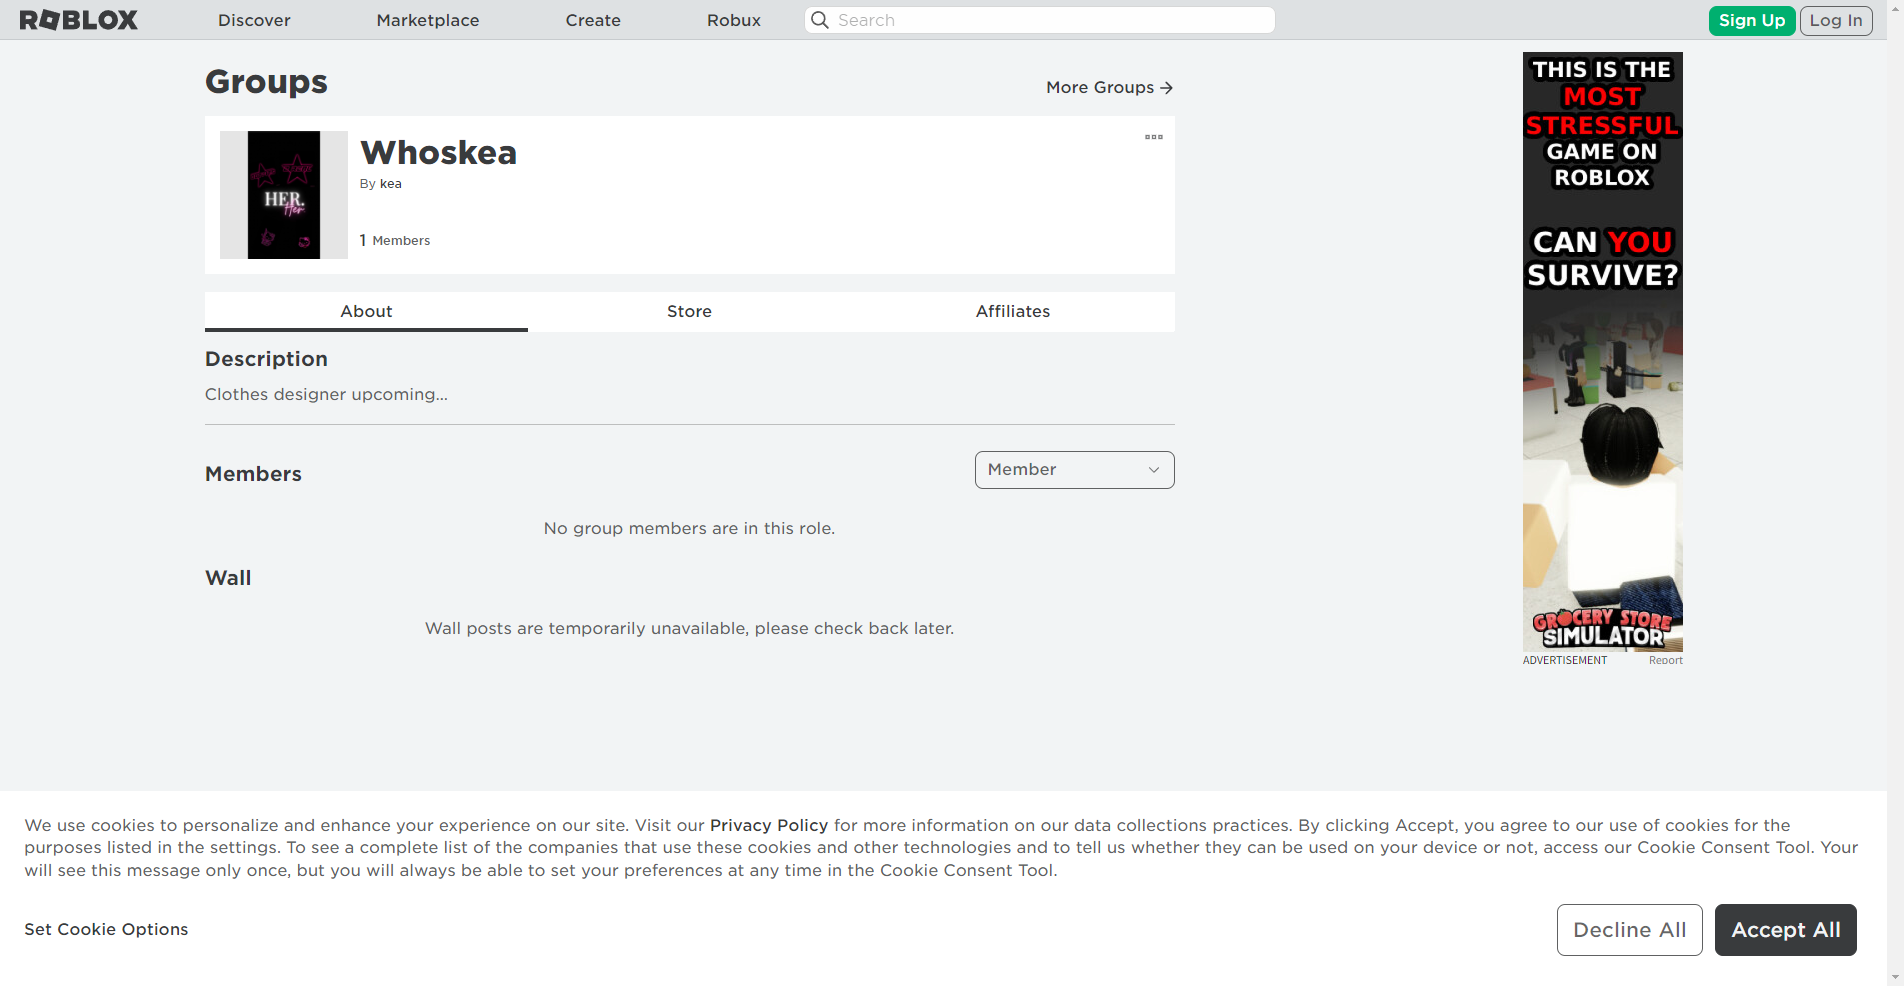 ROBLOX
Discover
Marketplace
Create
Robux
Search
Sign Up
Log In
Groups
More Groups
HER.
Her
Whoskea
By kea
1 Members
About
Store
Affiliates
Description
Clothes designer upcoming...
Members
Member
No group members are in this role.
Wall
Wall posts are temporarily unavailable, please check back later.
THIS IS THE
MOST
STRESSFUL
GAME ON
ROBLOX
CAN YOU
SURVIVE?
GROCERY STORE
SIMULATOR
ADVERTISEMENT
Report
We use cookies to personalize and enhance your experience on our site. Visit our Privacy Policy for more information on our data collections practices. By clicking Accept, you agree to our use of cookies for the
purposes listed in the settings. To see a complete list of the companies that use these cookies and other technologies and to tell us whether they can be used on your device or not, access our Cookie Consent Tool. Your
will see this message only once, but you will always be able to set your preferences at any time in the Cookie Consent Tool.
Set Cookie Options
Decline All
Accept All